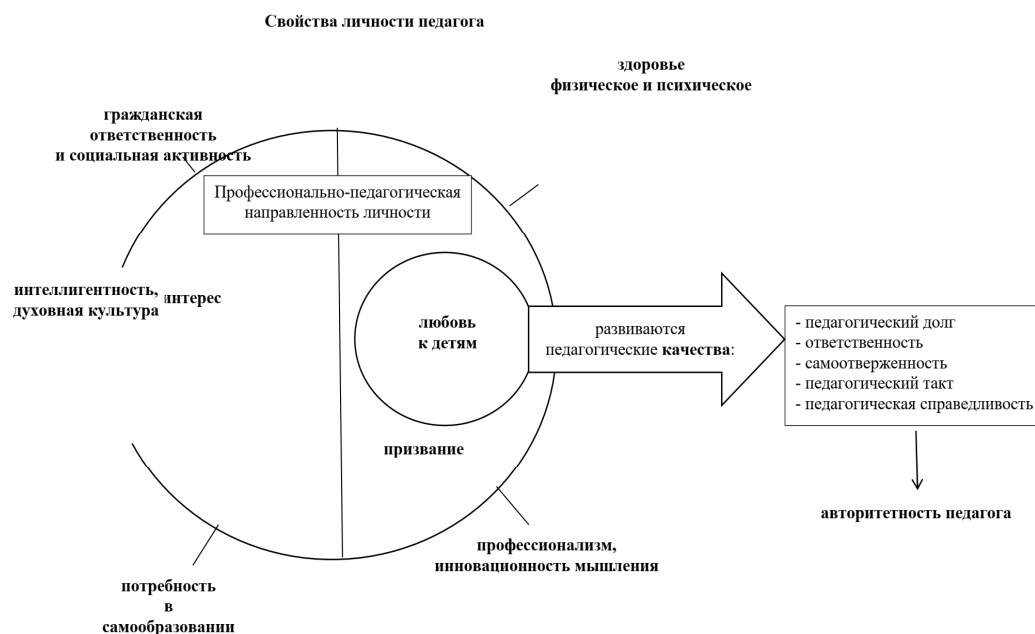 Свойства личности педагога
здоровье
физическое и психическое
гражданская
ответственность
и социальная активность
Профессионально-педагогическая
направленность личности
интеллигентность,
духовная культура
интерес
любовь
к детям
развиваются
педагогические качества:
- педагогический долг
- ответственность
- самоотверженность
- педагогический такт
- педагогическая справедливость
призвание
авторитетность педагога
профессионализм,
инновационность мышления
потребность
в
самообразовании